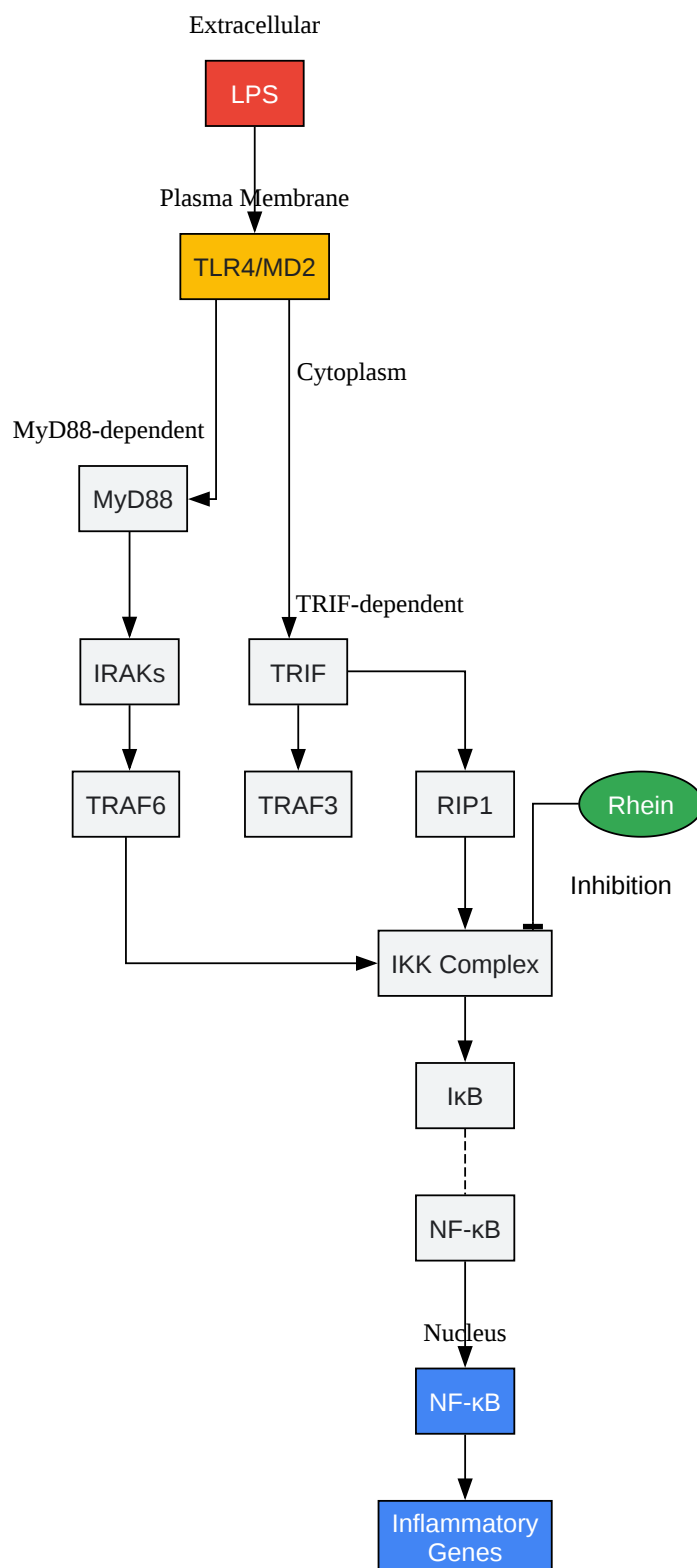 Extracellular
LPS
Plasma Membrane
TLR4/MD2
Cytoplasm
MyD88-dependent
MyD88
TRIF-dependent
IRAKs
TRIF
TRAF6
TRAF3
RIP1
Rhein
Inhibition
IKK Complex
IκB
NF-κB
Nucleus
NF-κB
Inflammatory
Genes